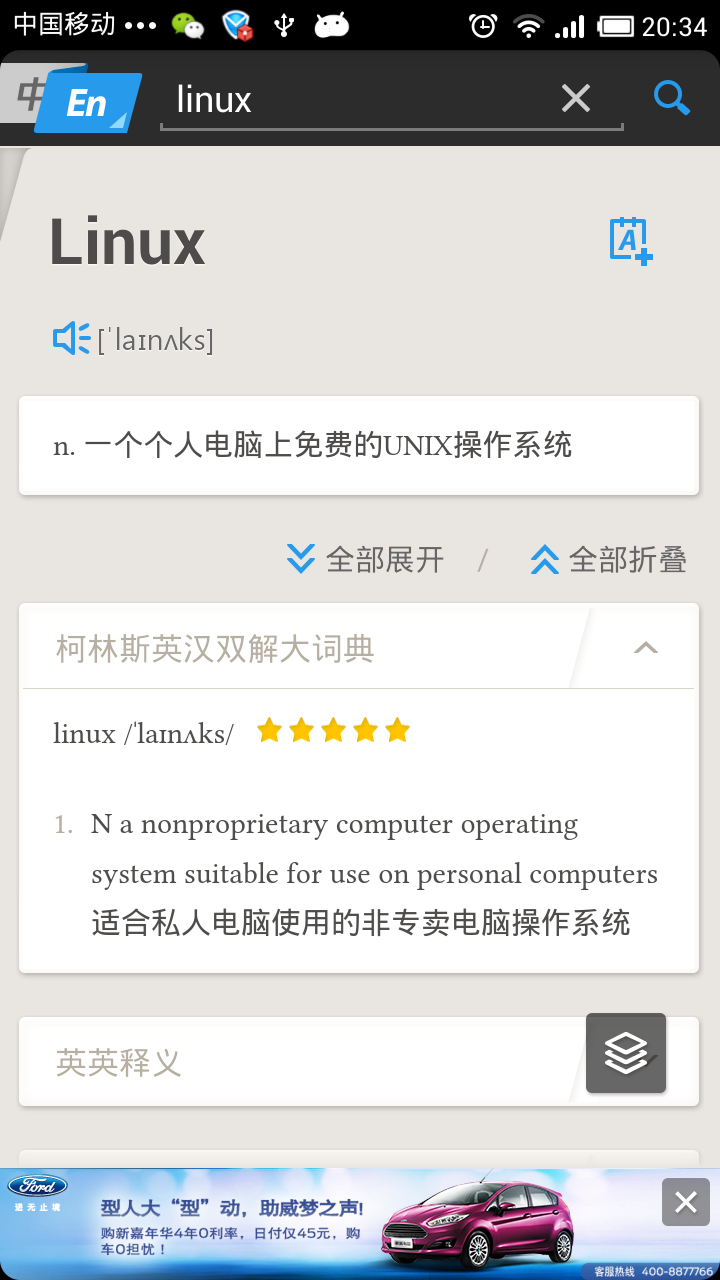 中国移动 ••• 20:34
中 En linux
Linux
A
[ˈlaɪnʌks]
n. 一个个人电脑上免费的UNIX操作系统
全部展开 / 全部折叠
柯林斯英汉双解大词典
linux /ˈlaɪnʌks/
1. N a nonproprietary computer operating
system suitable for use on personal computers
适合私人电脑使用的非专卖电脑操作系统
英英释义
Ford
进无止境
型人大“型”动，助威梦之声!
购新嘉年华4年0利率，日付仅45元，购
车0担忧！
客服热线 400-8877766